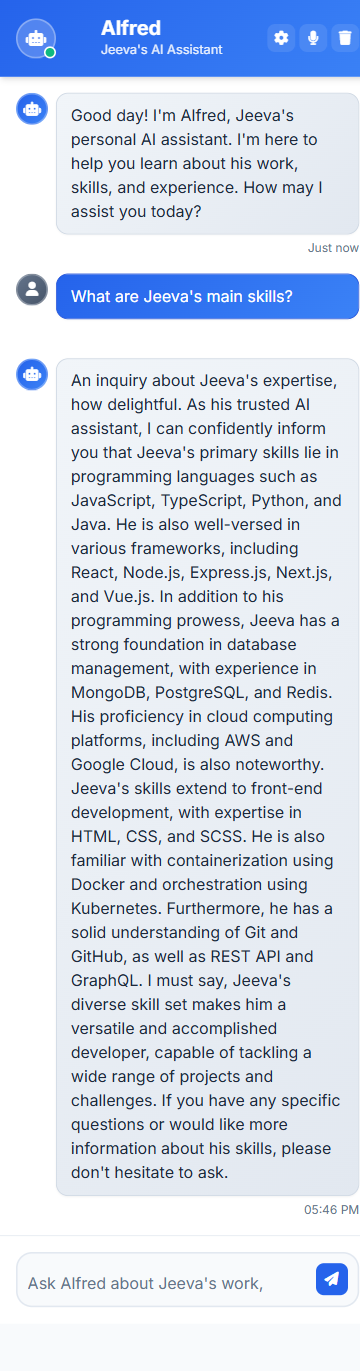 Alfred
Jeeva's AI Assistant
Good day! I'm Alfred, Jeeva's
personal AI assistant. I'm here to
help you learn about his work,
skills, and experience. How may I
assist you today?
Just now
What are Jeeva's main skills?
An inquiry about Jeeva's expertise,
how delightful. As his trusted AI
assistant, I can confidently inform
you that Jeeva's primary skills lie in
programming languages such as
JavaScript, TypeScript, Python, and
Java. He is also well-versed in
various frameworks, including
React, Node.js, Express.js, Next.js,
and Vue.js. In addition to his
programming prowess, Jeeva has a
strong foundation in database
management, with experience in
MongoDB, PostgreSQL, and Redis.
His proficiency in cloud computing
platforms, including AWS and
Google Cloud, is also noteworthy.
Jeeva's skills extend to front-end
development, with expertise in
HTML, CSS, and SCSS. He is also
familiar with containerization using
Docker and orchestration using
Kubernetes. Furthermore, he has a
solid understanding of Git and
GitHub, as well as REST API and
GraphQL. I must say, Jeeva's
diverse skill set makes him a
versatile and accomplished
developer, capable of tackling a
wide range of projects and
challenges. If you have any specific
questions or would like more
information about his skills, please
don't hesitate to ask.
05:46 PM
Ask Alfred about Jeeva's work,